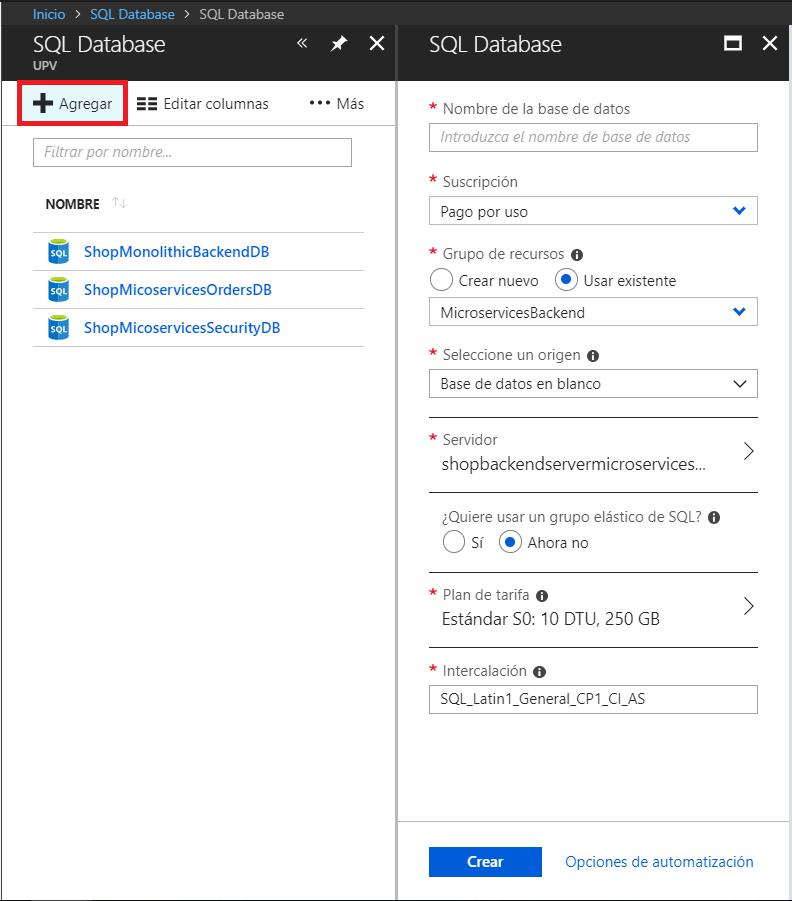 Inicio > SQL Database > SQL Database
SQL Database
UPV
Agregar
Editar columnas
Más
Filtrar por nombre...
NOMBRE
SQL ShopMonolithicBackendDB
SQL ShopMicoservicesOrdersDB
SQL ShopMicoservicesSecurityDB
SQL Database
* Nombre de la base de datos
Introduzca el nombre de base de datos
* Suscripción
Pago por uso
* Grupo de recursos
Crear nuevo Usar existente
MicroservicesBackend
* Seleccione un origen
Base de datos en blanco
* Servidor
shopbackendservermicroservices...
¿Quiere usar un grupo elástico de SQL?
Sí Ahora no
* Plan de tarifa
Estándar S0: 10 DTU, 250 GB
* Intercalación
SQL_Latin1_General_CP1_CI_AS
Crear
Opciones de automatización